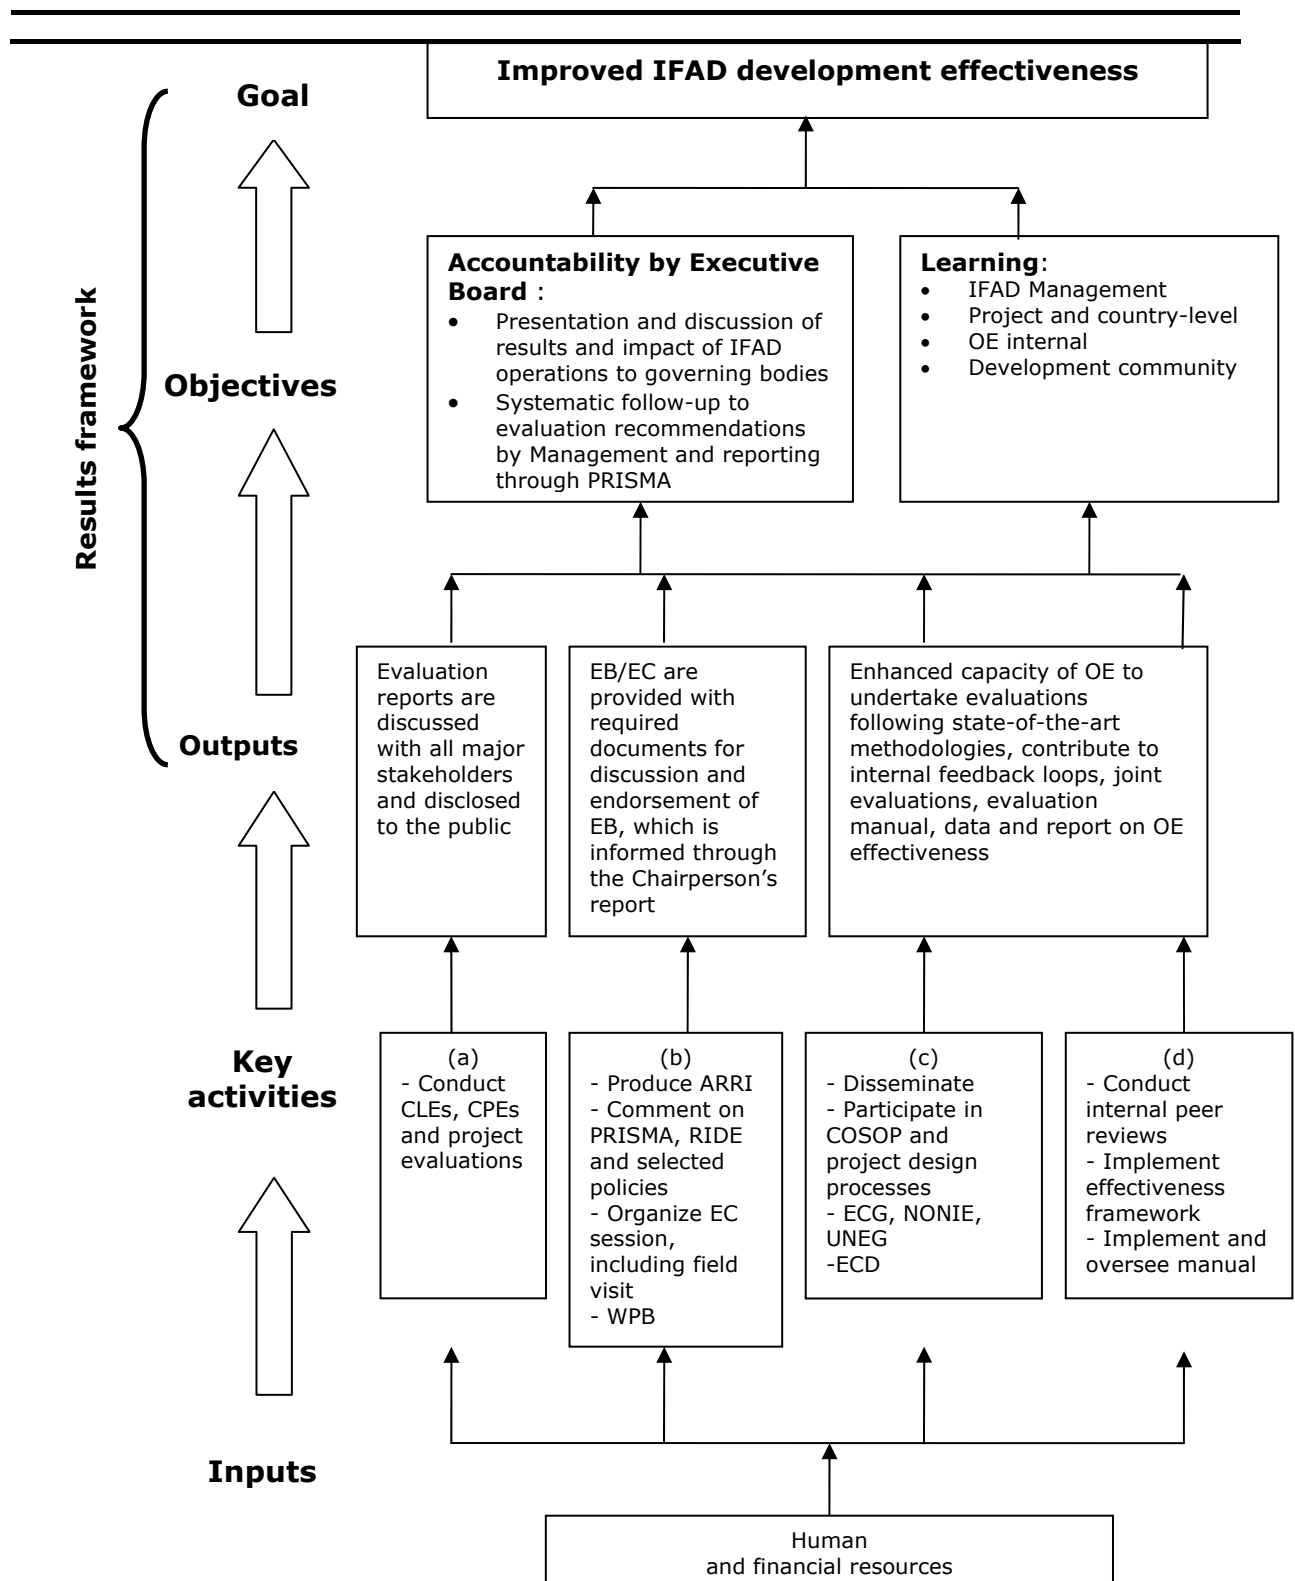 Improved IFAD development effectiveness
Goal
Accountability by Executive
Board :
• Presentation and discussion of
results and impact of IFAD
operations to governing bodies
• Systematic follow-up to
evaluation recommendations
by Management and reporting
through PRISMA
Learning:
• IFAD Management
• Project and country-level
• OE internal
• Development community
Results framework
Objectives
Evaluation
reports are
discussed
with all major
stakeholders
and disclosed
to the public
EB/EC are
provided with
required
documents for
discussion and
endorsement of
EB, which is
informed through
the Chairperson's
report
Enhanced capacity of OE to
undertake evaluations
following state-of-the-art
methodologies, contribute to
internal feedback loops, joint
evaluations, evaluation
manual, data and report on OE
effectiveness
Outputs
Key
activities
(a)
- Conduct
CLEs, CPEs
and project
evaluations
(b)
- Produce ARRI
- Comment on
PRISMA, RIDE
and selected
policies
- Organize EC
session,
including field
visit
- WPB
(c)
- Disseminate
- Participate in
COSOP and
project design
processes
- ECG, NONIE,
UNEG
-ECD
(d)
- Conduct
internal peer
reviews
- Implement
effectiveness
framework
- Implement and
oversee manual
Inputs
Human
and financial resources